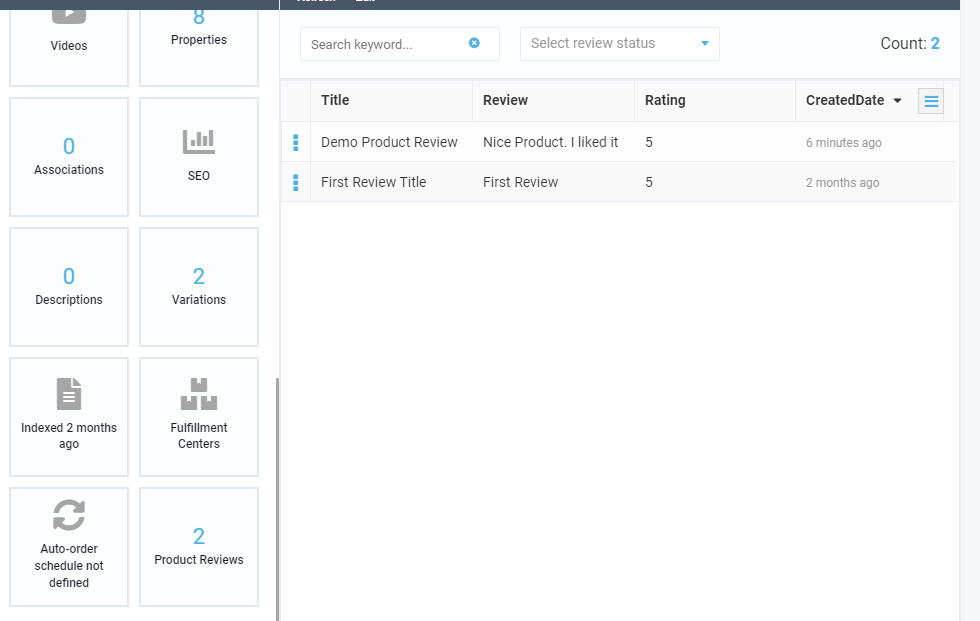 Videos
8
Properties
0
Associations
SEO
0
Descriptions
2
Variations
Indexed 2 months
ago
Fulfillment
Centers
Auto-order
schedule not
defined
2
Product Reviews
Search keyword...
Select review status
Count: 2
Title Review Rating CreatedDate
Demo Product Review Nice Product. I liked it 5 6 minutes ago
First Review Title First Review 5 2 months ago